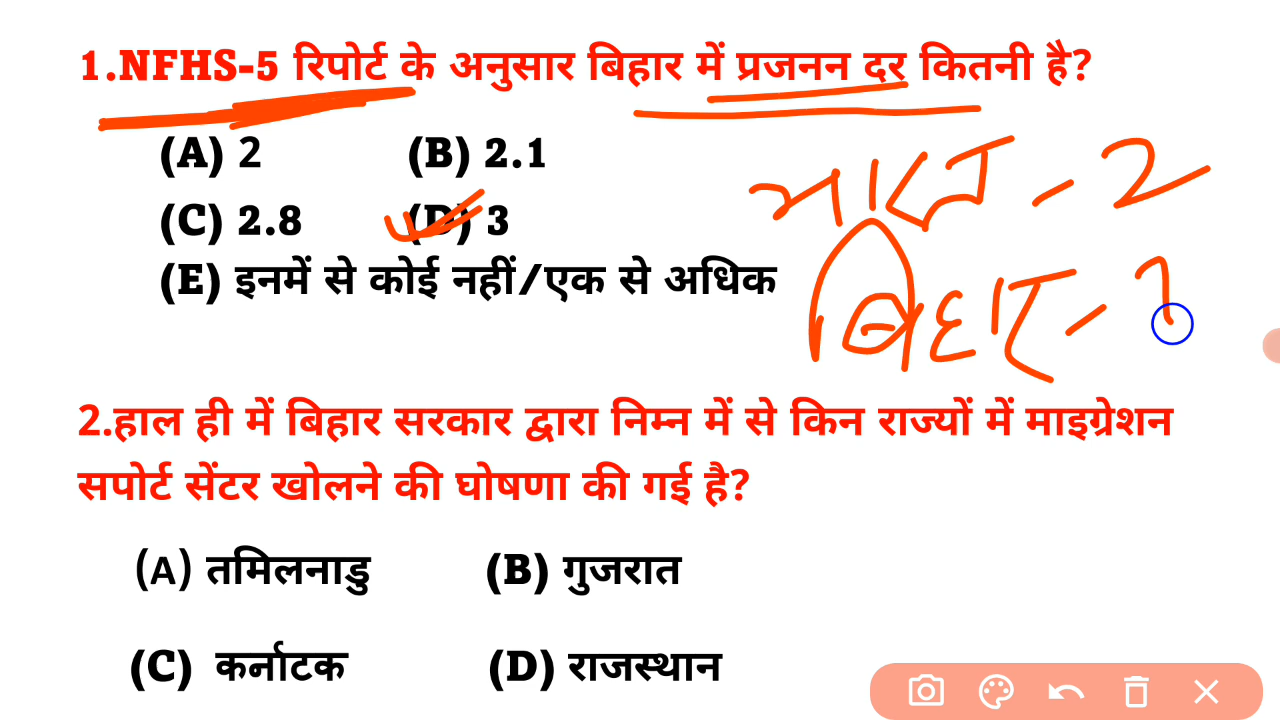 1.NFHS-5 रिपोर्ट के अनुसार बिहार में प्रजनन दर कितनी है?
(A) 2 (B) 2.1
भारत - 2
(C) 2.8 (D) 3
(E) इनमें से कोई नहीं/एक से अधिक
बिहार -
2.हाल ही में बिहार सरकार द्वारा निम्न में से किन राज्यों में माइग्रेशन
सपोर्ट सेंटर खोलने की घोषणा की गई है?
(A) तमिलनाडु (B) गुजरात
(C) कर्नाटक (D) राजस्थान